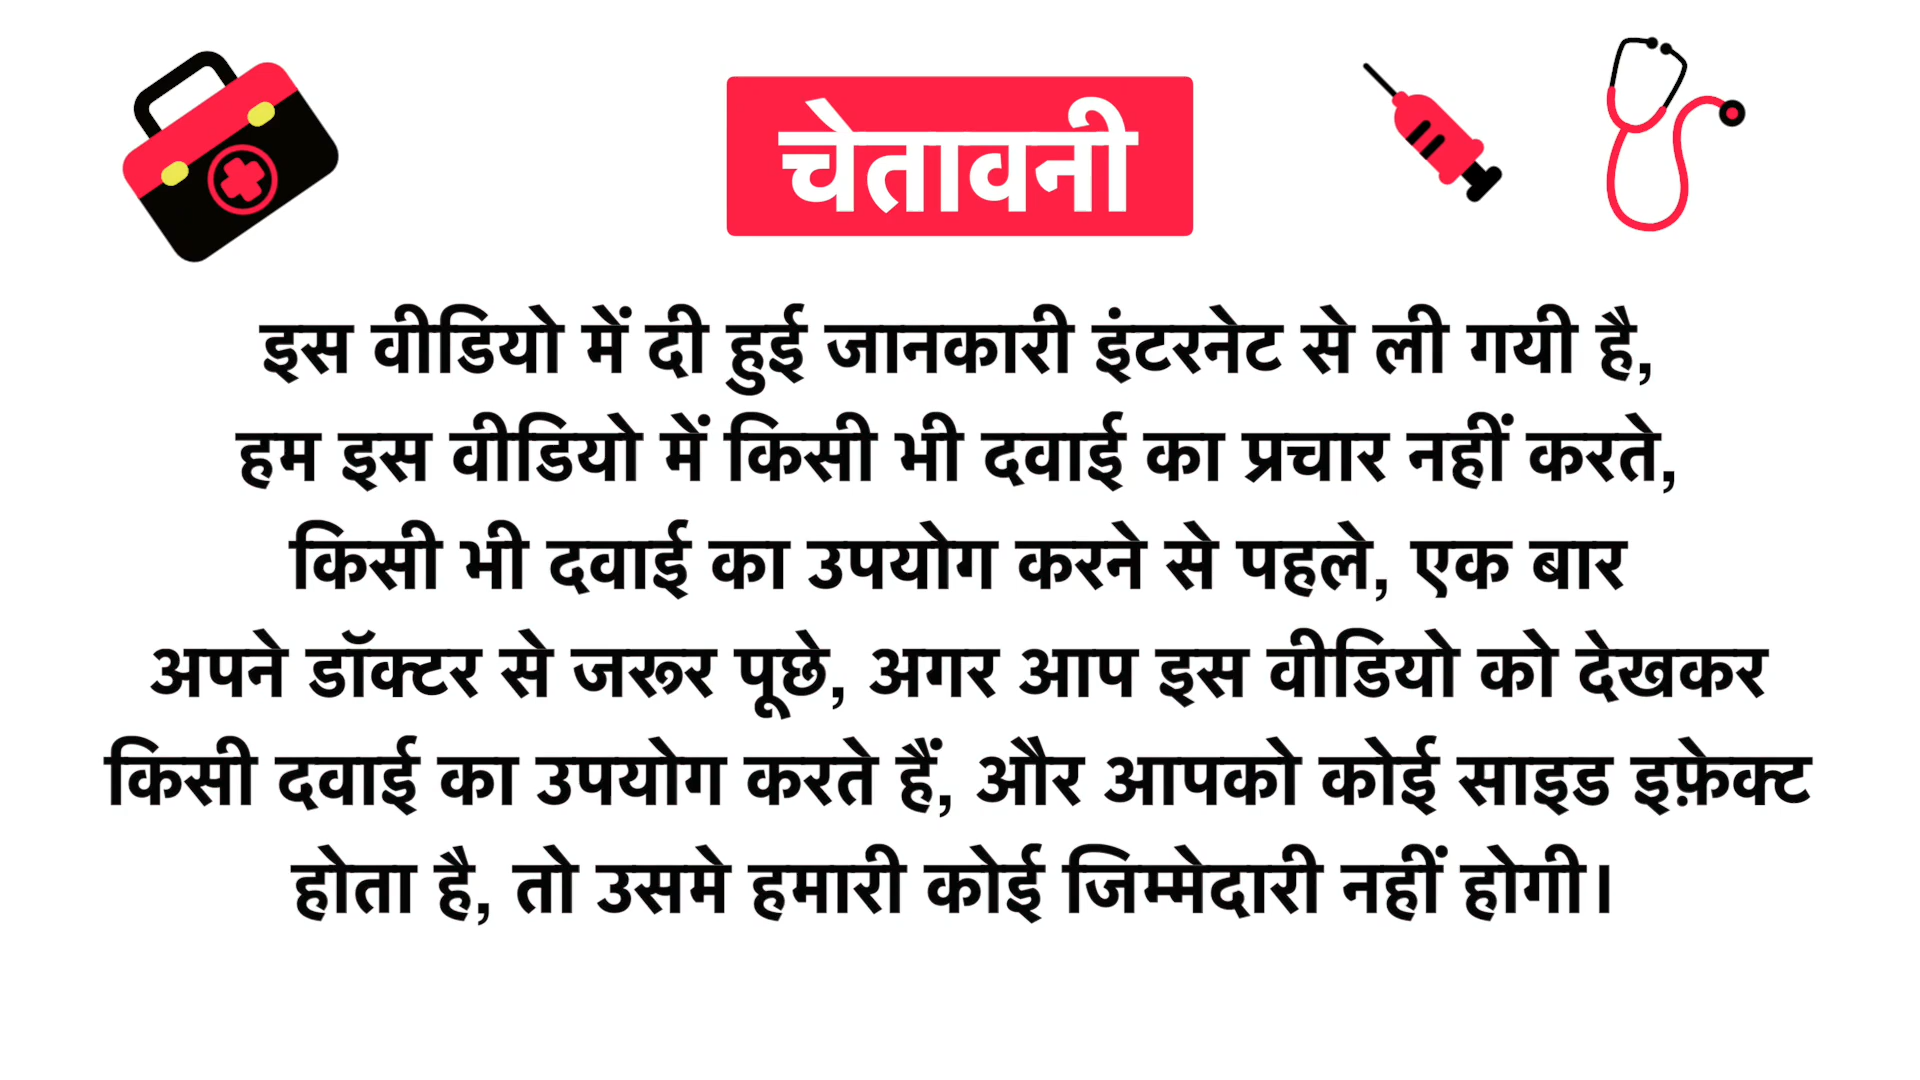 चेतावनी
इस वीडियो में दी हुई जानकारी इंटरनेट से ली गयी है,
हम इस वीडियो में किसी भी दवाई का प्रचार नहीं करते,
किसी भी दवाई का उपयोग करने से पहले, एक बार
अपने डॉक्टर से जरूर पूछे, अगर आप इस वीडियो को देखकर
किसी दवाई का उपयोग करते हैं, और आपको कोई साइड इफ़ेक्ट
होता है, तो उसमे हमारी कोई जिम्मेदारी नहीं होगी।